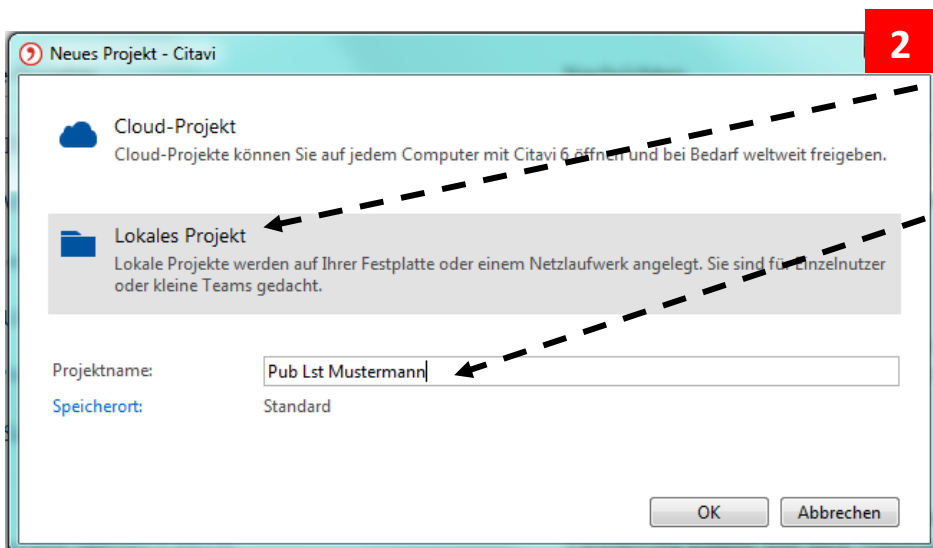 2
Neues Projekt - Citavi
Cloud-Projekt
Cloud-Projekte können Sie auf jedem Computer mit Citavi 6 öffnen und bei Bedarf weltweit freigeben.
Lokales Projekt
Lokale Projekte werden auf Ihrer Festplatte oder einem Netzlaufwerk angelegt. Sie sind für Einzelnutzer
oder kleine Teams gedacht.
Projektname: Pub Lst Mustermann
Speicherort: Standard
OK Abbrechen